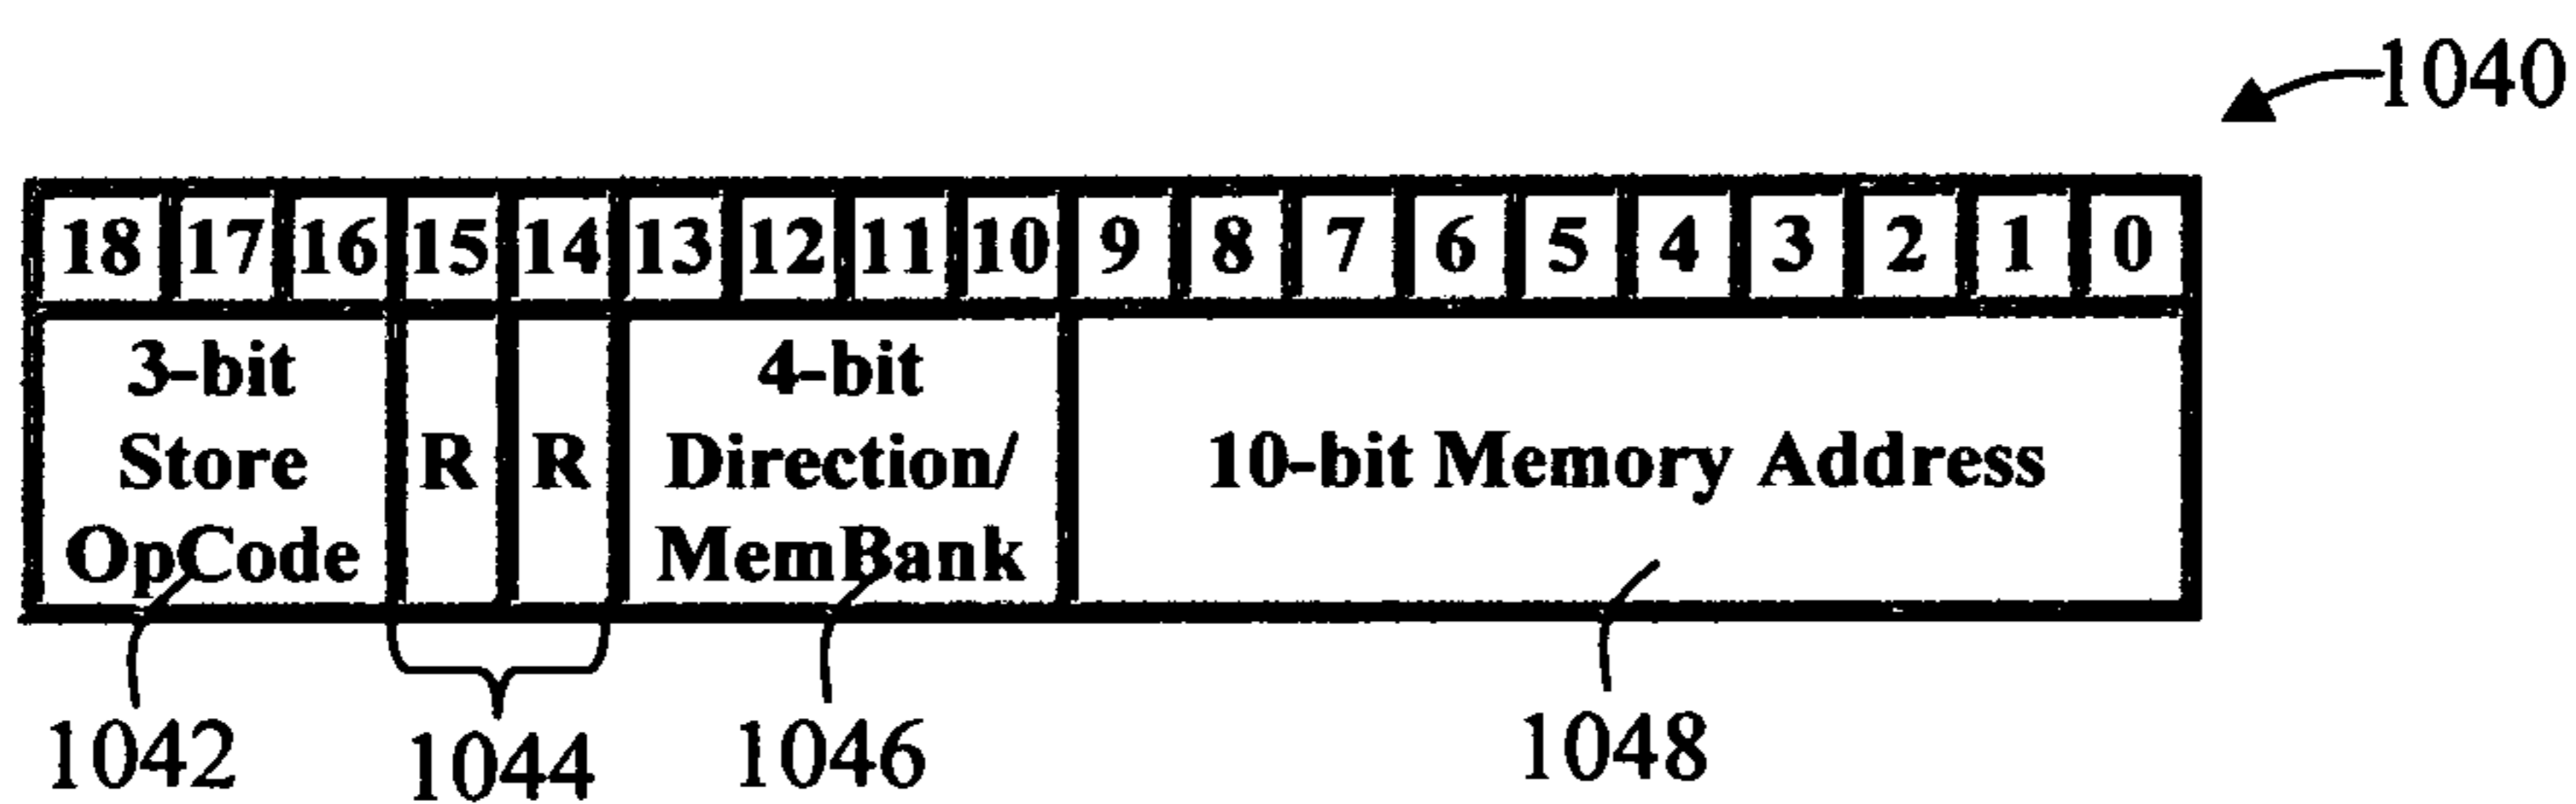 1040
18 17 16 15 14 13 12 11 10 9 8 7 6 5 4 3 2 1 0
3-bit
Store
OpCode
R
R
4-bit
Direction/
MemBank
10-bit Memory Address
1042
1044
1046
1048